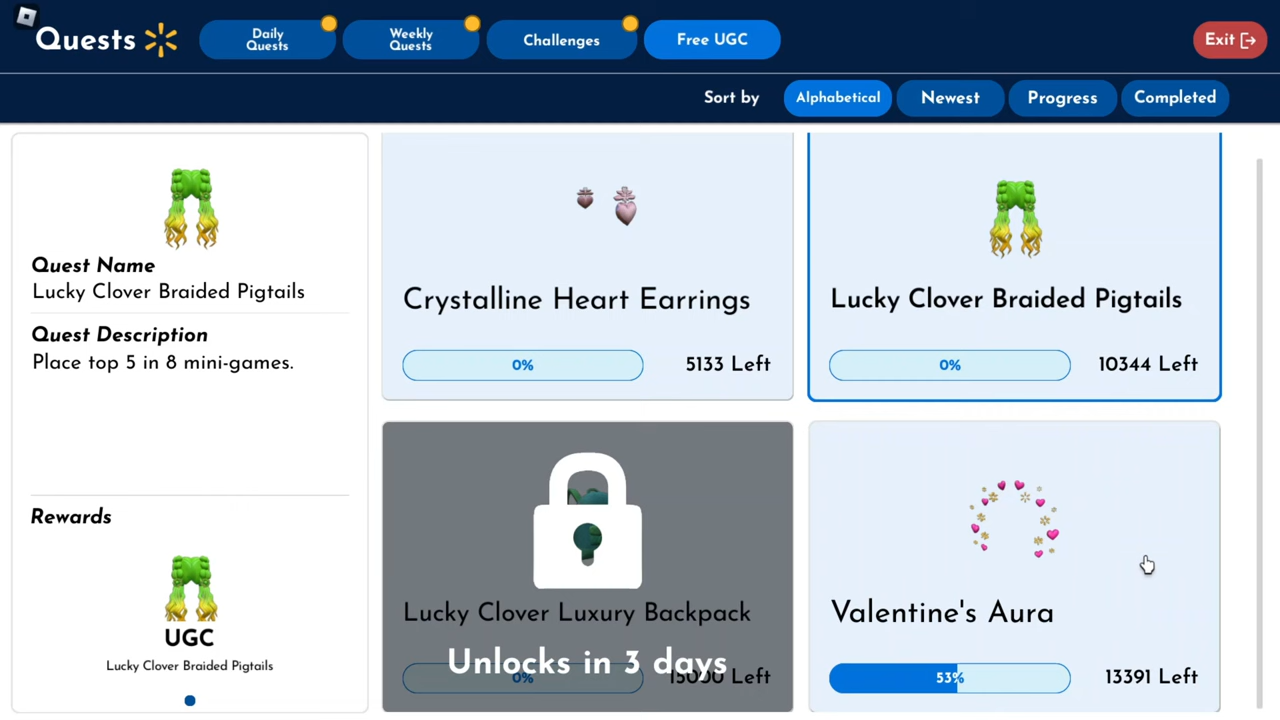 Quests
Daily
Quests
Weekly
Quests
Challenges
Free UGC
Exit
Sort by
Alphabetical
Newest
Progress
Completed
Quest Name
Lucky Clover Braided Pigtails
Quest Description
Place top 5 in 8 mini-games.
Rewards
UGC
Lucky Clover Braided Pigtails
Crystalline Heart Earrings
0%
5133 Left
Lucky Clover Braided Pigtails
0%
10344 Left
Lucky Clover Luxury Backpack
Unlocks in 3 days
0%
15000 Left
Valentine's Aura
53%
13391 Left